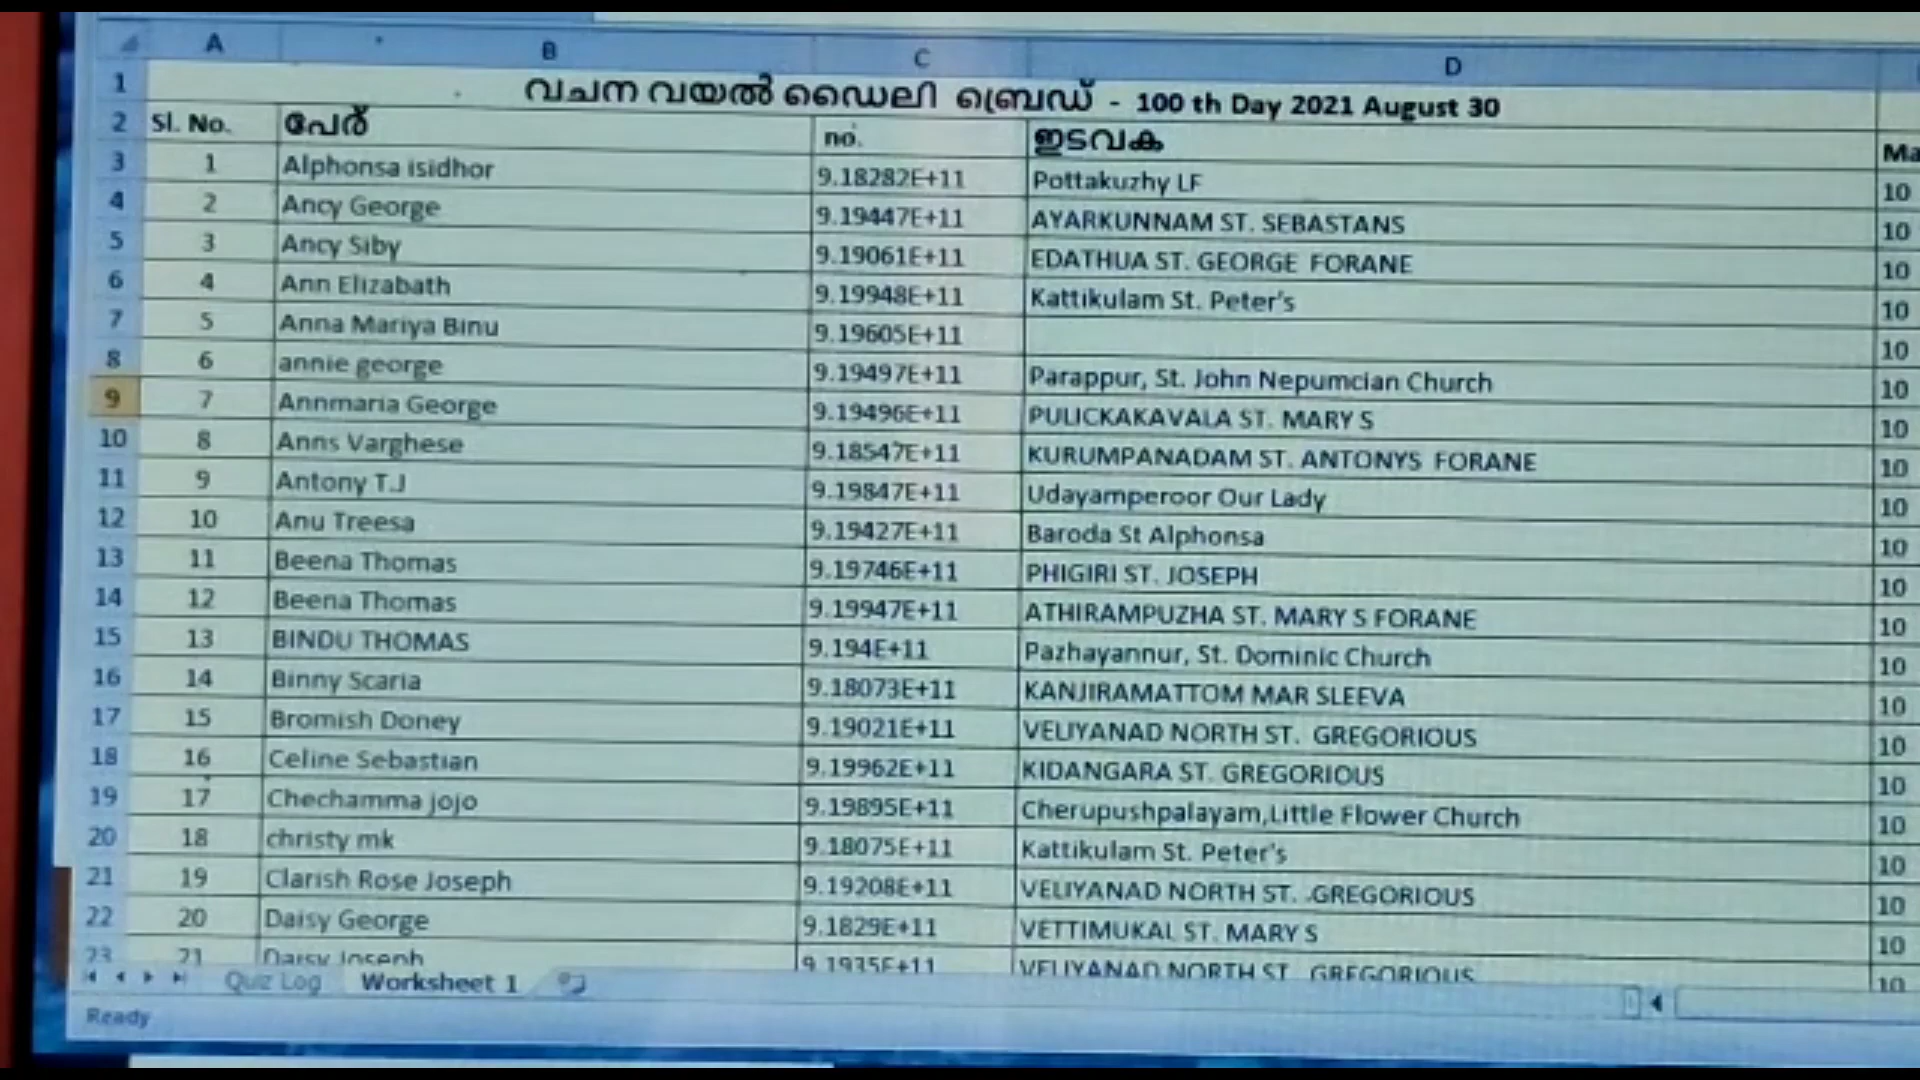 A B C D
1 വചന വയൽ ഡൈലി ബ്രെഡ് - 100 th Day 2021 August 30
2 Sl. No. പേര് no. ഇടവക Ma
3 1 Alphonsa isidhor 9.18282E+11 Pottakuzhy LF 10
4 2 Ancy George 9.19447E+11 AYARKUNNAM ST. SEBASTANS 10
5 3 Ancy Siby 9.19061E+11 EDATHUA ST. GEORGE FORANE 10
6 4 Ann Elizabath 9.19948E+11 Kattikulam St. Peter's 10
7 5 Anna Mariya Binu 9.19605E+11 10
8 6 annie george 9.19497E+11 Parappur, St. John Nepumcian Church 10
9 7 Annmaria George 9.19496E+11 PULICKAKAVALA ST. MARY S 10
10 8 Anns Varghese 9.18547E+11 KURUMPANADAM ST. ANTONYS FORANE 10
11 9 Antony T.J 9.19847E+11 Udayamperoor Our Lady 10
12 10 Anu Treesa 9.19427E+11 Baroda St Alphonsa 10
13 11 Beena Thomas 9.19746E+11 PHIGIRI ST. JOSEPH 10
14 12 Beena Thomas 9.19947E+11 ATHIRAMPUZHA ST. MARY S FORANE 10
15 13 BINDU THOMAS 9.194E+11 Pazhayannur, St. Dominic Church 10
16 14 Binny Scaria 9.18073E+11 KANJIRAMATTOM MAR SLEEVA 10
17 15 Bromish Doney 9.19021E+11 VELIYANAD NORTH ST. GREGORIOUS 10
18 16 Celine Sebastian 9.19962E+11 KIDANGARA ST. GREGORIOUS 10
19 17 Chechamma jojo 9.19895E+11 Cherupushpalayam,Little Flower Church 10
20 18 christy mk 9.18075E+11 Kattikulam St. Peter's 10
21 19 Clarish Rose Joseph 9.19208E+11 VELIYANAD NORTH ST. GREGORIOUS 10
22 20 Daisy George 9.1829E+11 VETTIMUKAL ST. MARY S 10
23 21 Daisy Joseph 9.1935E+11 VELIYANAD NORTH ST. GREGORIOUS 10
Quiz Log Worksheet 1
Ready